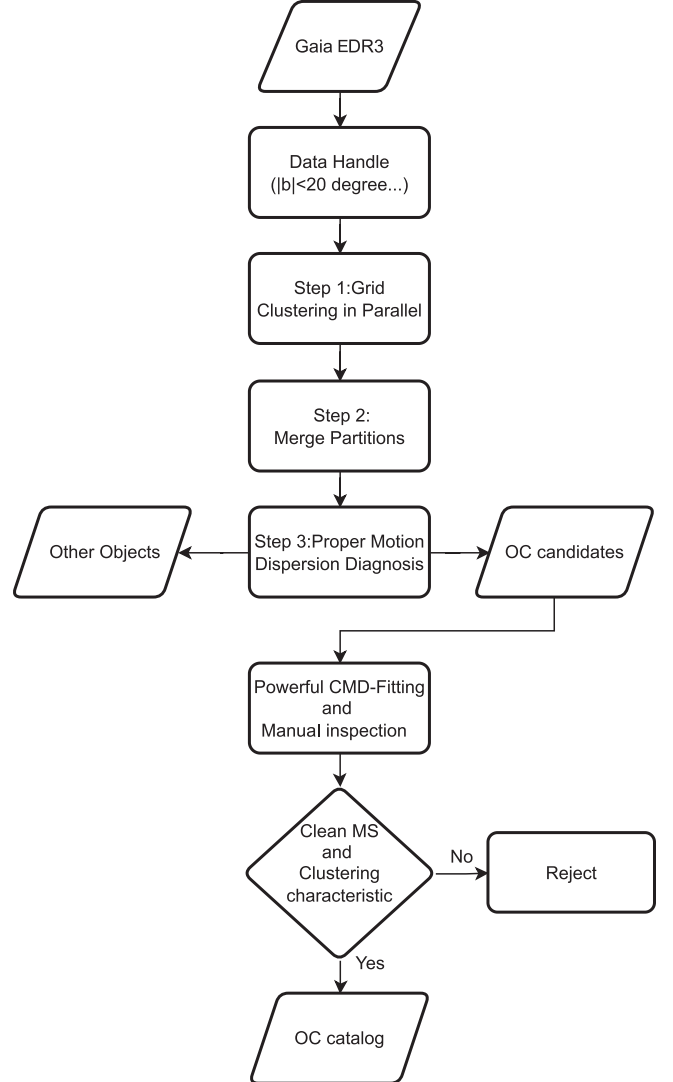 Gaia EDR3
Data Handle
(|b|<20 degree...)
Step 1:Grid
Clustering in Parallel
Step 2:
Merge Partitions
Other Objects
Step 3:Proper Motion
Dispersion Diagnosis
OC candidates
Powerful CMD-Fitting
and
Manual inspection
Clean MS
and
Clustering
characteristic
No
Reject
Yes
OC catalog